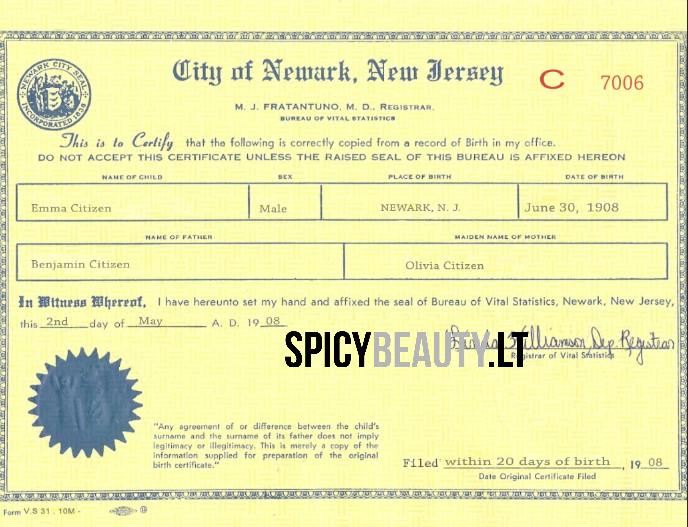 City of Newark, New Jersey
C 7006
NEWARK CITY SEAL
INCORPORATED 1836
M. J. FRATANTUNO, M. D., REGISTRAR.
BUREAU OF VITAL STATISTICS
This is to Certify that the following is correctly copied from a record of Birth in my office.
DO NOT ACCEPT THIS CERTIFICATE UNLESS THE RAISED SEAL OF THIS BUREAU IS AFFIXED HEREON
NAME OF CHILD SEX PLACE OF BIRTH DATE OF BIRTH
Emma Citizen Male NEWARK, N. J. June 30, 1908
NAME OF FATHER MAIDEN NAME OF MOTHER
Benjamin Citizen Olivia Citizen
In Witness Whereof, I have hereunto set my hand and affixed the seal of Bureau of Vital Statistics, Newark, New Jersey,
this 2nd day of May A. D. 19 08
SPICYBEAUTY.LT
Williamson, Dep. Registrar
Registrar of Vital Statistics
"Any agreement of or difference between the child's
surname and the surname of its father does not imply
legitimacy or illegitimacy. This is merely a copy of the
information supplied for preparation of the original
birth certificate."
Filed within 20 days of birth , 19 08
Date Original Certificate Filed
Form V.S 31 . 10M -